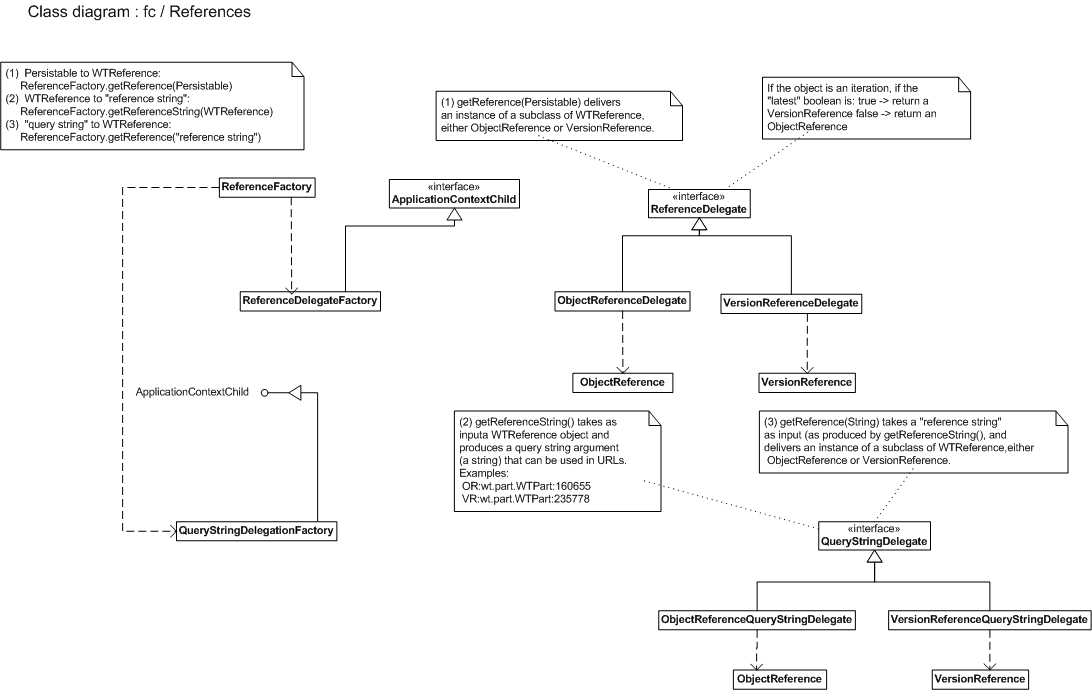 Class diagram : fc / References
(1) Persistable to WTReference:
ReferenceFactory.getReference(Persistable)
(2) WTReference to "reference string":
ReferenceFactory.getReferenceString(WTReference)
(3) "query string" to WTReference:
ReferenceFactory.getReference("reference string")
(1) getReference(Persistable) delivers
an instance of a subclass of WTReference,
either ObjectReference or VersionReference.
If the object is an iteration, if the
"latest" boolean is: true -> return a
VersionReference false -> return an
ObjectReference
ReferenceFactory
«interface»
ApplicationContextChild
«interface»
ReferenceDelegate
ReferenceDelegateFactory
ObjectReferenceDelegate
VersionReferenceDelegate
ObjectReference
VersionReference
ApplicationContextChild
(2) getReferenceString() takes as
inputa WTReference object and
produces a query string argument
(a string) that can be used in URLs.
Examples:
OR:wt.part.WTPart:160655
VR:wt.part.WTPart:235778
(3) getReference(String) takes a "reference string"
as input (as produced by getReferenceString(), and
delivers an instance of a subclass of WTReference,either
ObjectReference or VersionReference.
QueryStringDelegationFactory
«interface»
QueryStringDelegate
ObjectReferenceQueryStringDelegate
VersionReferenceQueryStringDelegate
ObjectReference
VersionReference